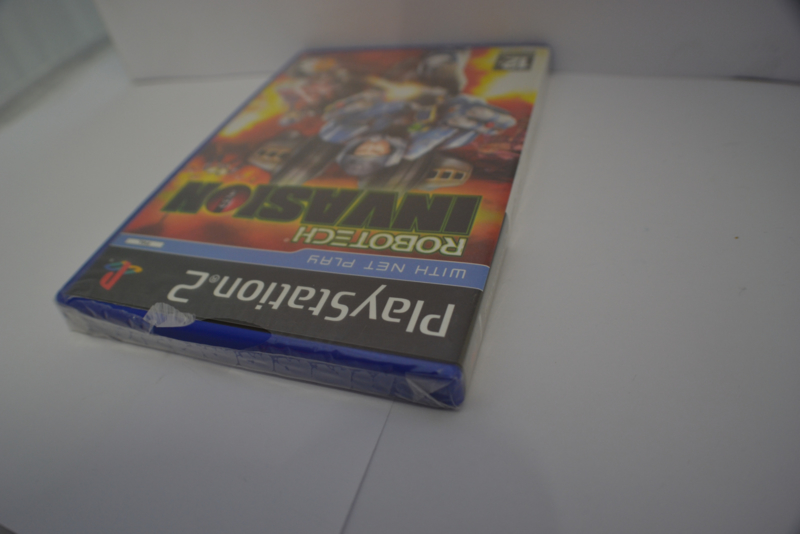 PlayStation®2
WITH NET PLAY
ROBOTECH®
INVASION